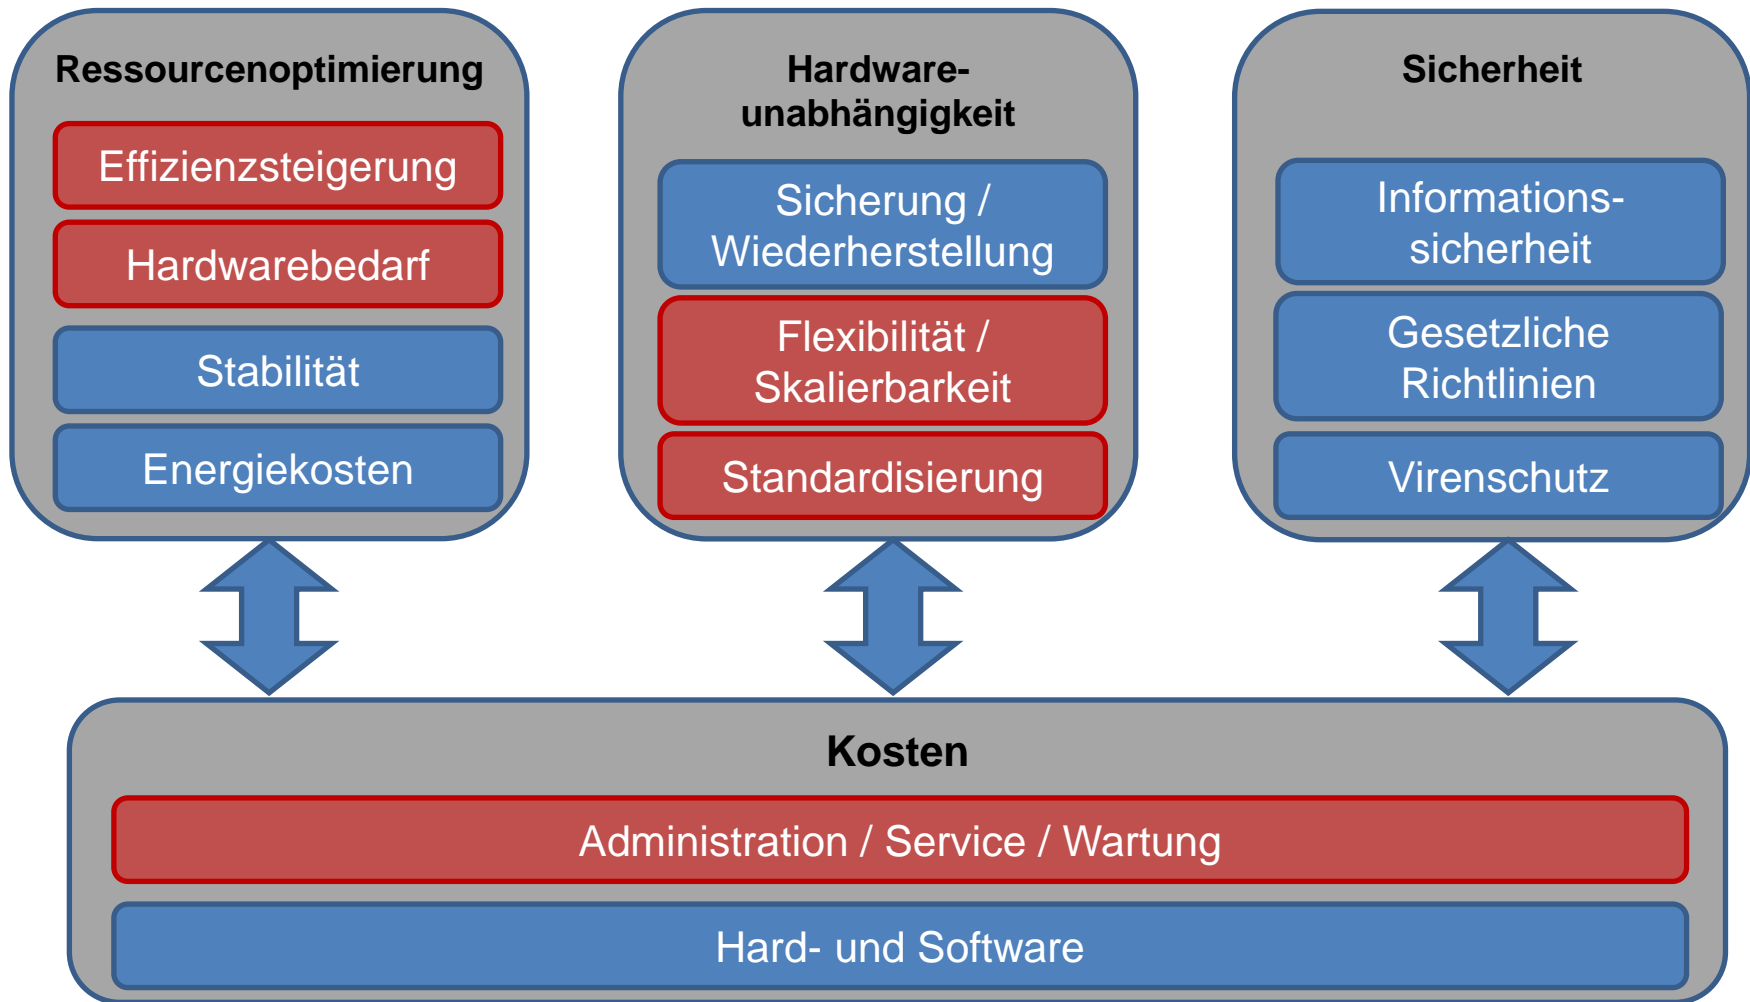 Ressourcenoptimierung
Effizienzsteigerung
Hardwarebedarf
Stabilität
Energiekosten
Hardware-
unabhängigkeit
Sicherung /
Wiederherstellung
Flexibilität /
Skalierbarkeit
Standardisierung
Sicherheit
Informations-
sicherheit
Gesetzliche
Richtlinien
Virenschutz
Kosten
Administration / Service / Wartung
Hard- und Software